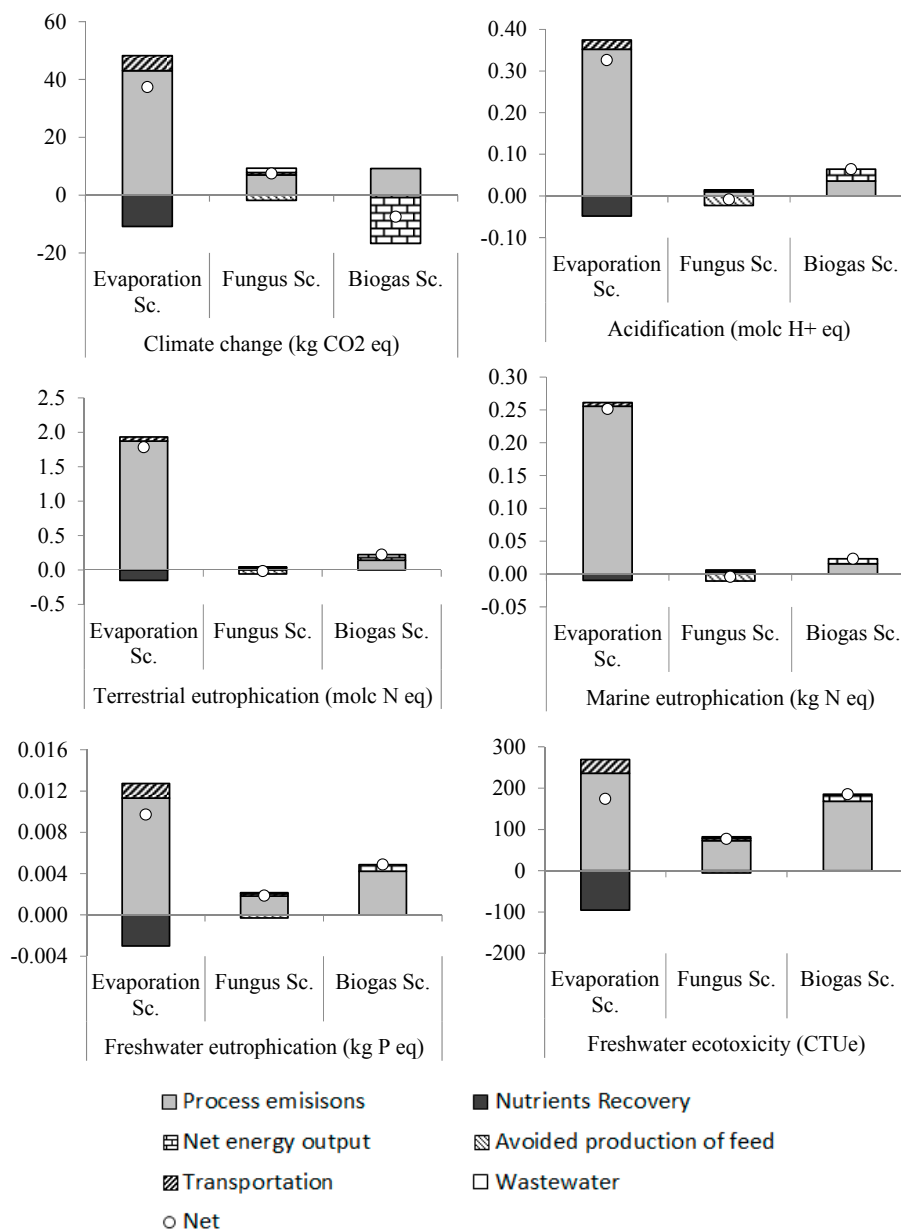 60
40
20
0
-20
Evaporation Sc.
Fungus Sc.
Biogas Sc.
Climate change (kg CO2 eq)
0.40
0.30
0.20
0.10
0.00
-0.10
Evaporation Sc.
Fungus Sc.
Biogas Sc.
Acidification (molc H+ eq)
2.5
2.0
1.5
1.0
0.5
0.0
-0.5
Evaporation Sc.
Fungus Sc.
Biogas Sc.
Terrestrial eutrophication (molc N eq)
0.30
0.25
0.20
0.15
0.10
0.05
0.00
-0.05
Evaporation Sc.
Fungus Sc.
Biogas Sc.
Marine eutrophication (kg N eq)
0.016
0.012
0.008
0.004
0.000
-0.004
Evaporation Sc.
Fungus Sc.
Biogas Sc.
Freshwater eutrophication (kg P eq)
300
200
100
0
-100
-200
Evaporation Sc.
Fungus Sc.
Biogas Sc.
Freshwater ecotoxicity (CTUe)
Process emisisons
Nutrients Recovery
Net energy output
Avoided production of feed
Transportation
Wastewater
Net